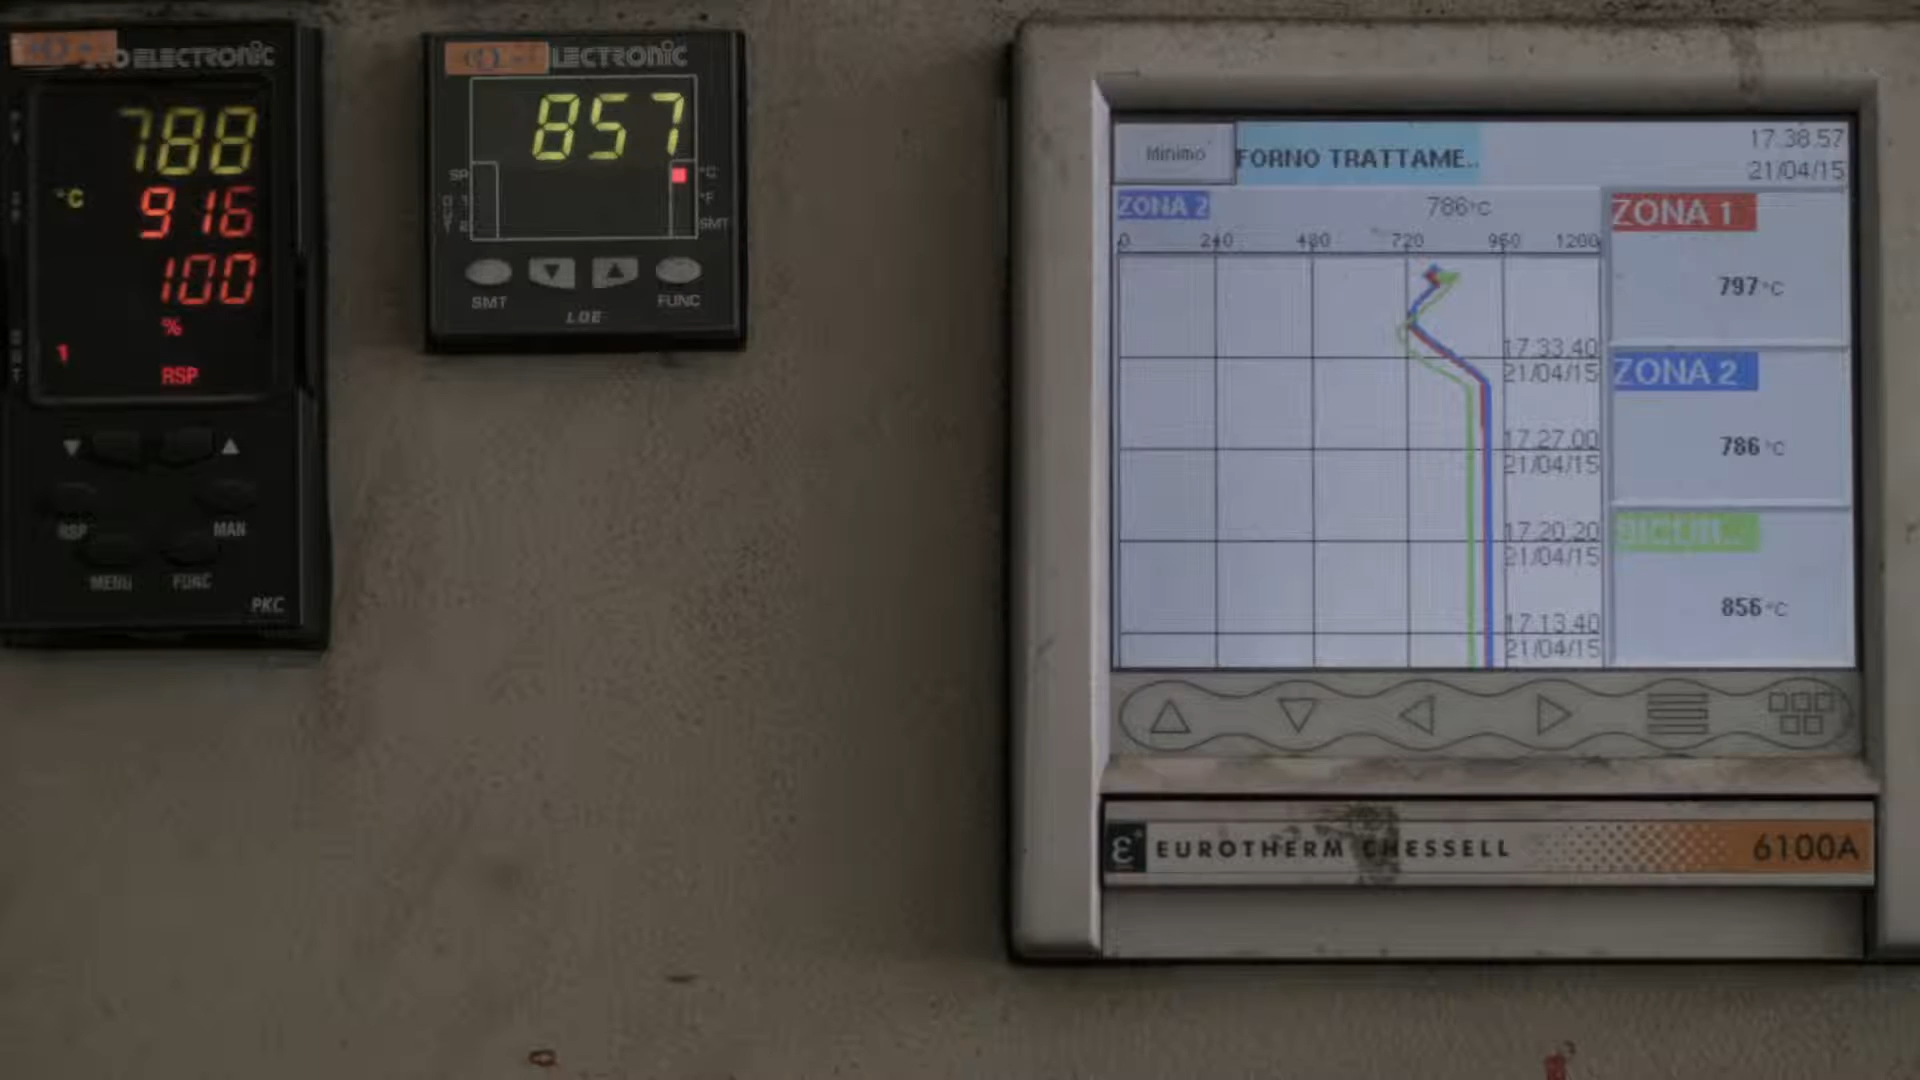 ELECTRONIC
788
°C
916
100
%
1
RSP
RSP
MAN
MENU
FUNC
PKC
LECTRONIC
857
SP
°C
°F
SMT
SMT
FUNC
LDE
Minimo
FORNO TRATTAME..
17.38.57
21/04/15
ZONA 2
786°C
0 240 480 720 960 1200
17.33.40
21/04/15
17.27.00
21/04/15
17.20.20
21/04/15
17.13.40
21/04/15
ZONA 1
797°C
ZONA 2
786°C
SICUR..
856°C
EUROTHERM CHESSELL
6100A